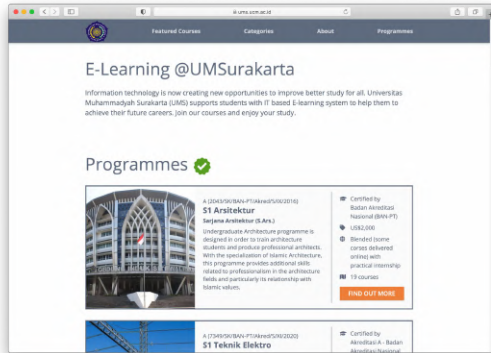 ums.ucm.ac.id
Featured Courses
Categories
About
Programmes
E-Learning @UMSurakarta
Information technology is now creating new opportunities to improve better study for all. Universitas
Muhammadyah Surakarta (UMS) supports students with IT based E-learning system to help them to
achieve their future careers. Join our courses and enjoy your study.
Programmes
A (2043/SK/BAN-PT/Akred/S/III/2016)
S1 Arsitektur
Sarjana Arsitektur (S.Ars.)
Undergraduate Architecture programme is
designed in order to train architecture
students and produce professional architects.
With the specialization of Islamic Architecture,
this programme provides additional skills
related to professionalism in the architecture
fields and particularly its relationship with
Islamic values.
Certified by
Badan Akreditasi
Nasional (BAN-PT)
US$2,000
Blended (some
corses delivered
online) with
practical internship
19 courses
FIND OUT MORE
A (7349/SK/BAN-PT/Akred/S/XI/2020)
S1 Teknik Elektro
Certified by
Akreditasi A - Badan
Akreditasi Nasional